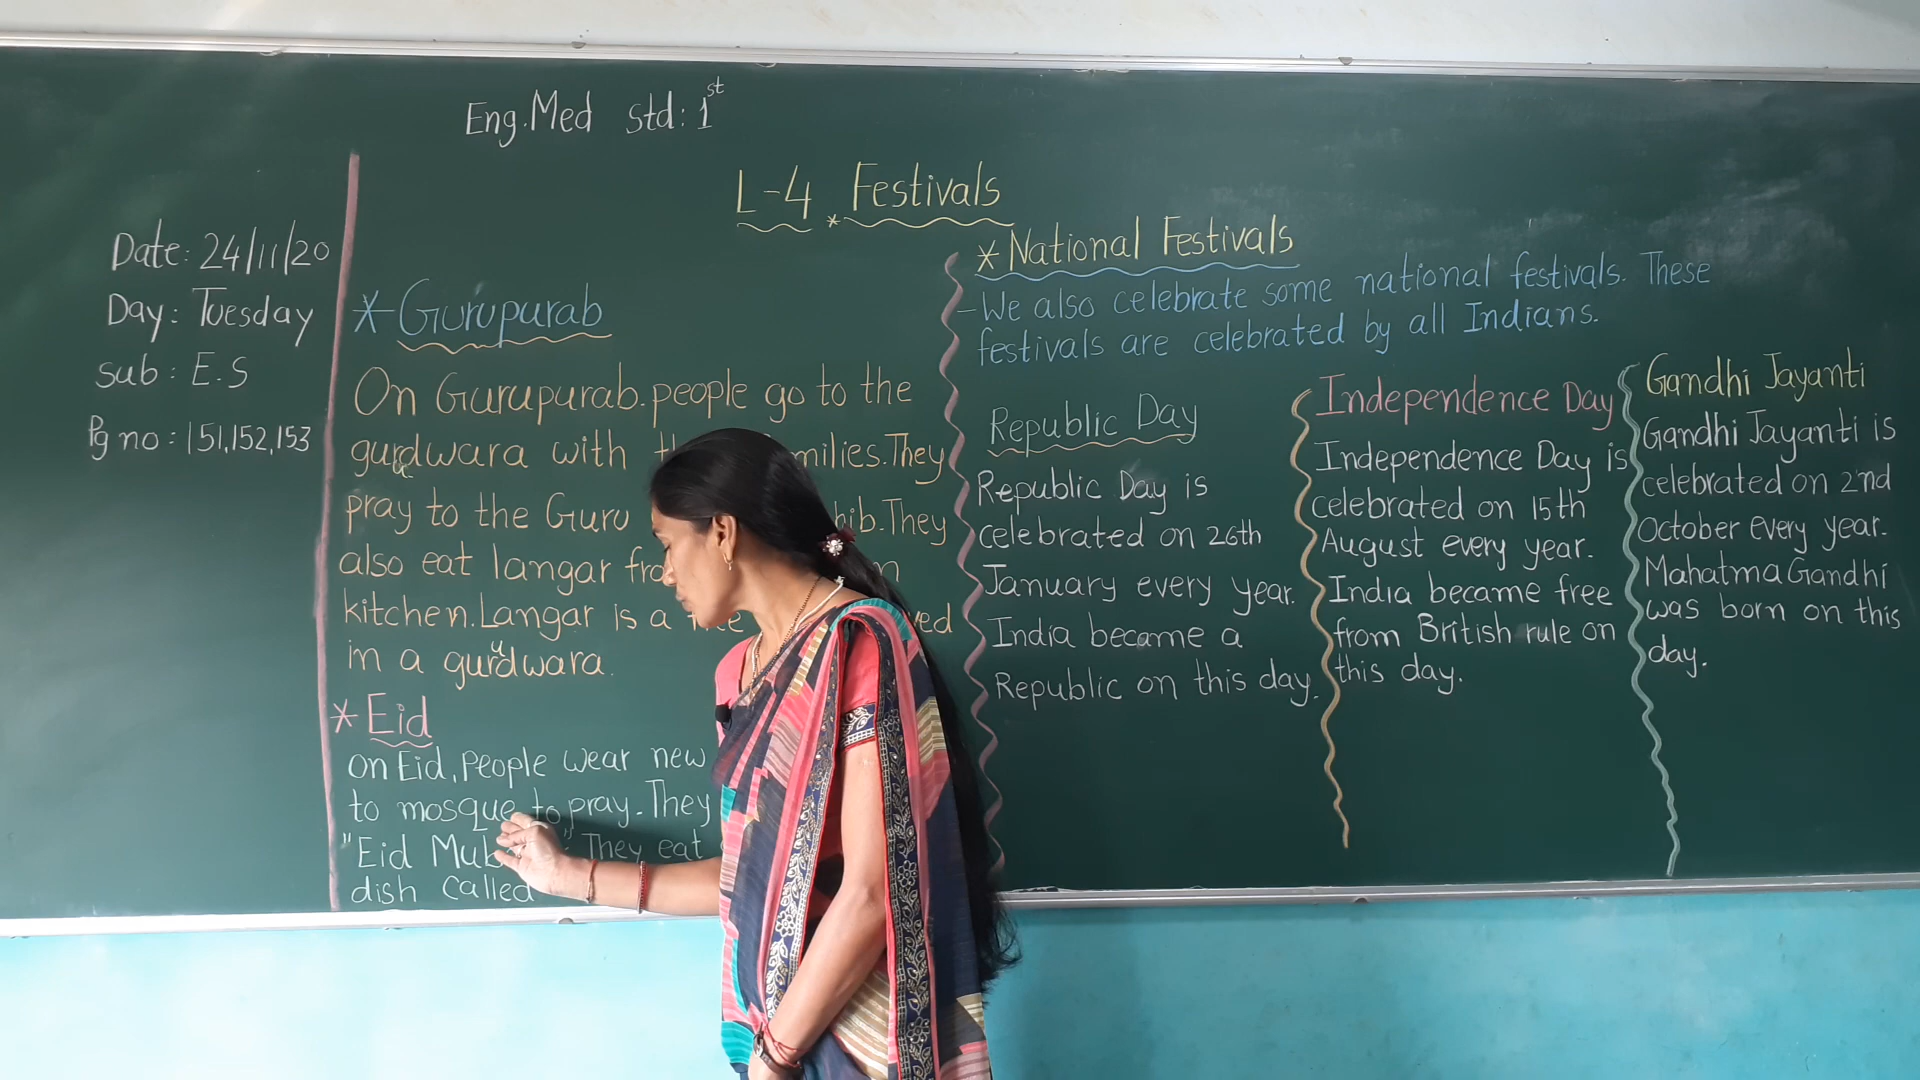 Eng.Med std: 1st
L-4 Festivals
Date: 24/11/20
Day: Tuesday
sub: E.S
Pg no: 151,152,153
* Gurupurab
On Gurupurab.people go to the
gurdwara with milies.They
pray to the Guru hib.They
also eat langar
kitchen.Langar is a
in a gurudwara.
* Eid
on Eid, People wear new
to mosque to pray. They
"Eid They eat
dish called
* National Festivals
- We also celebrate some national festivals. These
festivals are celebrated by all Indians.
Republic Day
Republic Day is
celebrated on 26th
January every year.
India became a
Republic on this day.
Independence Day
Independence Day is
celebrated on 15th
August every year.
India became free
from British rule on
this day.
Gandhi Jayanti
Gandhi Jayanti is
celebrated on 2nd
October every year.
Mahatma Gandhi
was born on this
day.